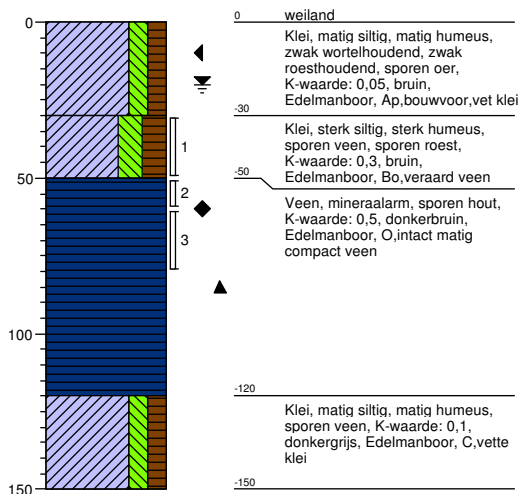 0
50
100
150
1
2
3
0 weiland
Klei, matig siltig, matig humeus,
zwak wortelhoudend, zwak
roesthoudend, sporen oer,
K-waarde: 0,05, bruin,
Edelmanboor, Ap,bouwvoor,vet klei
-30
Klei, sterk siltig, sterk humeus,
sporen veen, sporen roest,
K-waarde: 0,3, bruin,
Edelmanboor, Bo,veraard veen
-50
Veen, mineraalarm, sporen hout,
K-waarde: 0,5, donkerbruin,
Edelmanboor, O,intact matig
compact veen
-120
Klei, matig siltig, matig humeus,
sporen veen, K-waarde: 0,1,
donkergrijs, Edelmanboor, C,vette
klei
-150